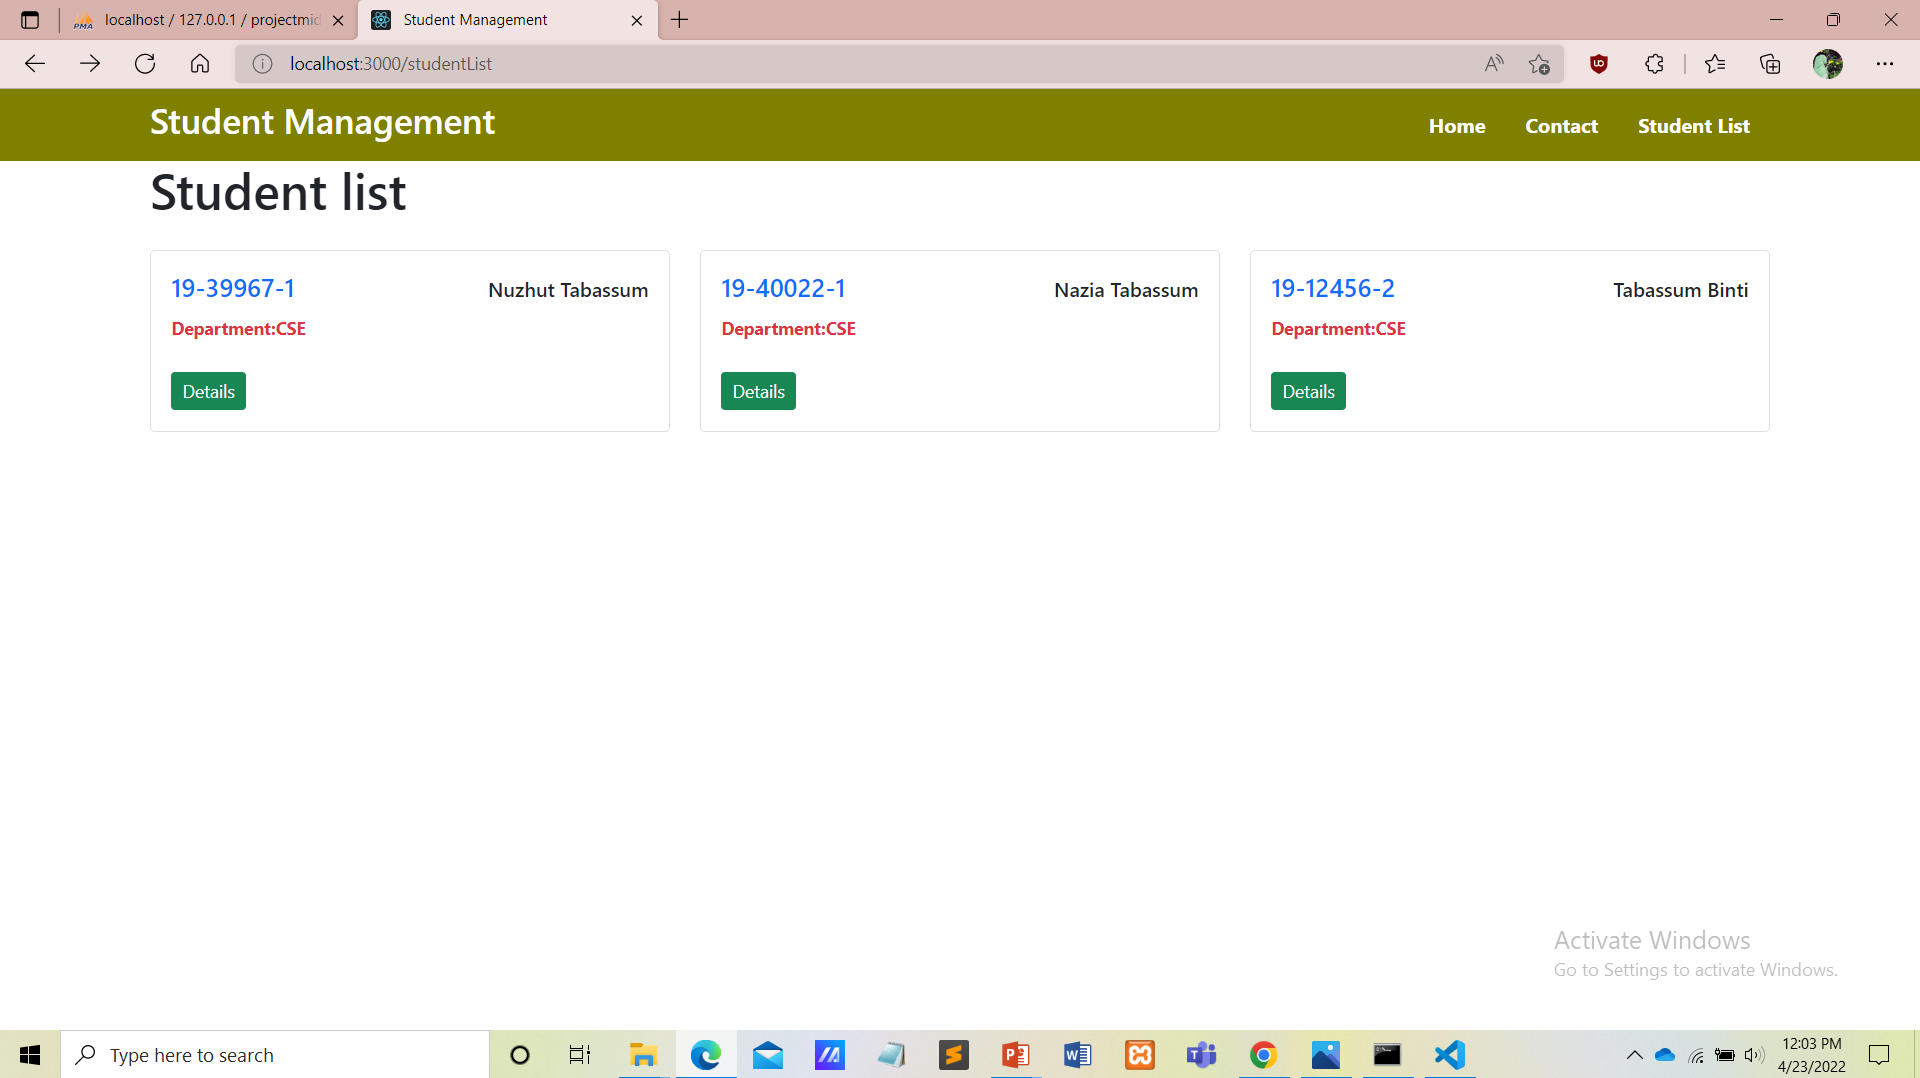 localhost / 127.0.0.1 / projectmid
Student Management
localhost:3000/studentList
Student Management
Home Contact Student List
Student list
19-39967-1 Nuzhut Tabassum
Department:CSE
Details
19-40022-1 Nazia Tabassum
Department:CSE
Details
19-12456-2 Tabassum Binti
Department:CSE
Details
Activate Windows
Go to Settings to activate Windows.
Type here to search
12:03 PM
4/23/2022